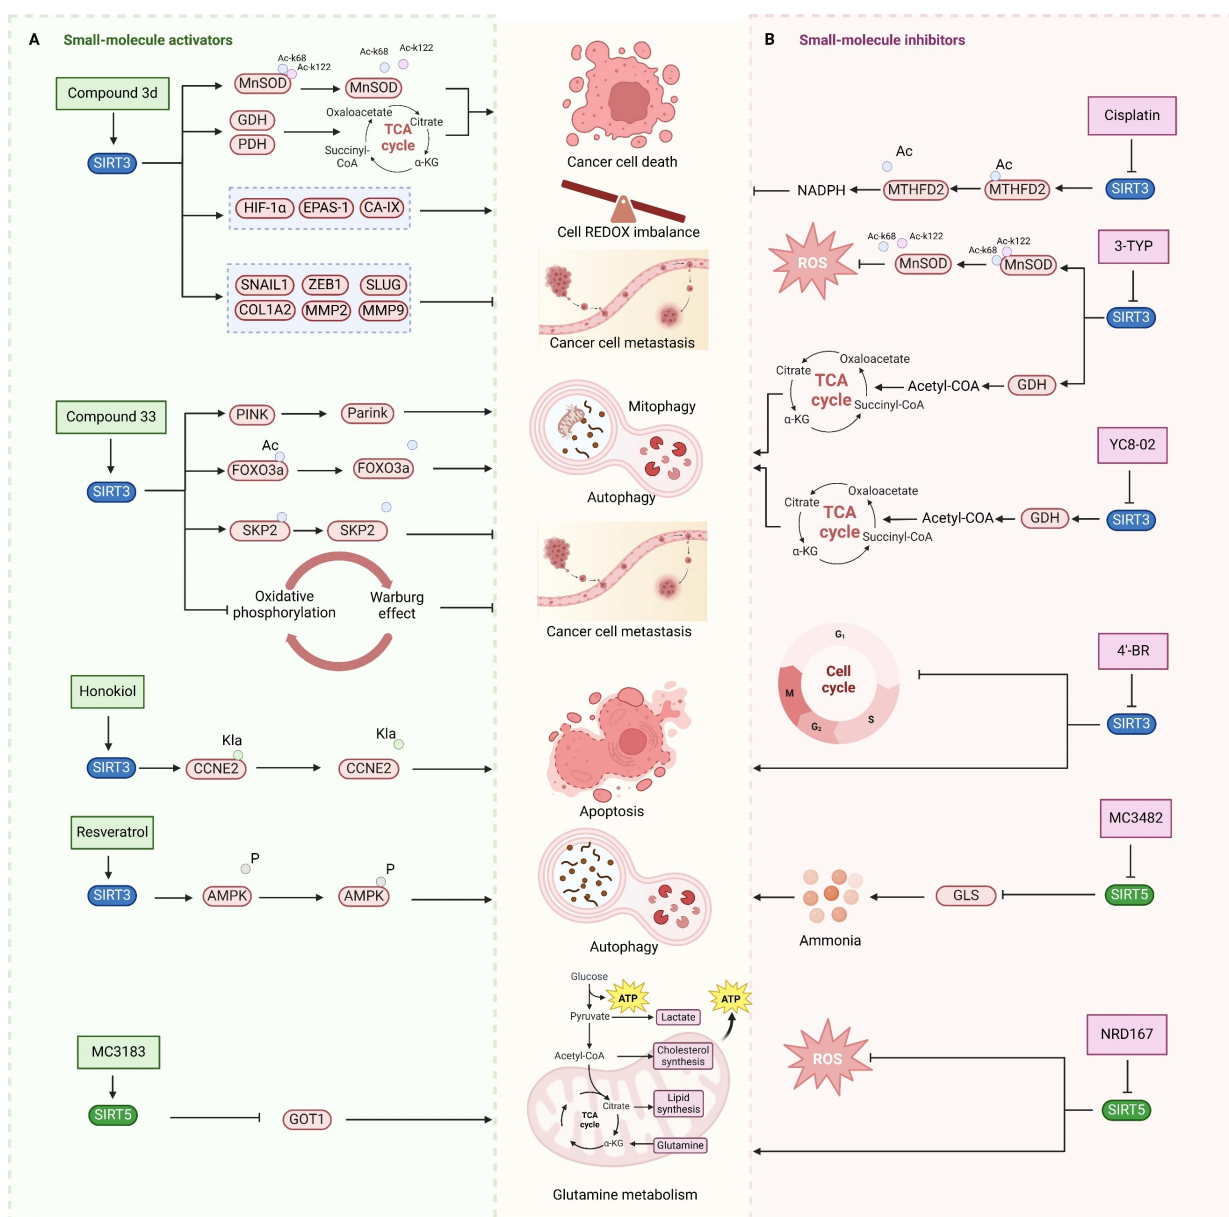 A Small-molecule activators
Compound 3d
SIRT3
Ac-k68
Ac-k122
MnSOD
Ac-k68
Ac-k122
MnSOD
GDH
PDH
Oxaloacetate
Citrate
TCA
cycle
Succinyl-
CoA
α-KG
HIF-1α EPAS-1 CA-IX
SNAIL1 ZEB1 SLUG
COL1A2 MMP2 MMP9
Compound 33
SIRT3
PINK
Parink
Ac
FOXO3a
FOXO3a
SKP2
SKP2
Oxidative
phosphorylation
Warburg
effect
Honokiol
SIRT3
Kla
CCNE2
Kla
CCNE2
Resveratrol
SIRT3
P
AMPK
P
AMPK
MC3183
SIRT5
GOT1
Cancer cell death
Cell REDOX imbalance
Cancer cell metastasis
Mitophagy
Autophagy
Cancer cell metastasis
Apoptosis
Autophagy
Glucose
ATP
ATP
Pyruvate
Lactate
Acetyl-CoA
Cholesterol
synthesis
Citrate
Lipid
synthesis
TCA
cycle
α-KG
Glutamine
Glutamine metabolism
B Small-molecule inhibitors
Cisplatin
SIRT3
Ac
MTHFD2
Ac
MTHFD2
NADPH
3-TYP
SIRT3
Ac-k122
Ac-k68
MnSOD
Ac-k68
Ac-k122
MnSOD
ROS
GDH
Acetyl-COA
Oxaloacetate
Citrate
TCA
cycle
Succinyl-CoA
α-KG
YC8-02
SIRT3
GDH
Acetyl-COA
Oxaloacetate
Citrate
TCA
cycle
Succinyl-CoA
α-KG
4'-BR
SIRT3
G₁
Cell
cycle
M
S
G₂
MC3482
SIRT5
GLS
Ammonia
NRD167
SIRT5
ROS